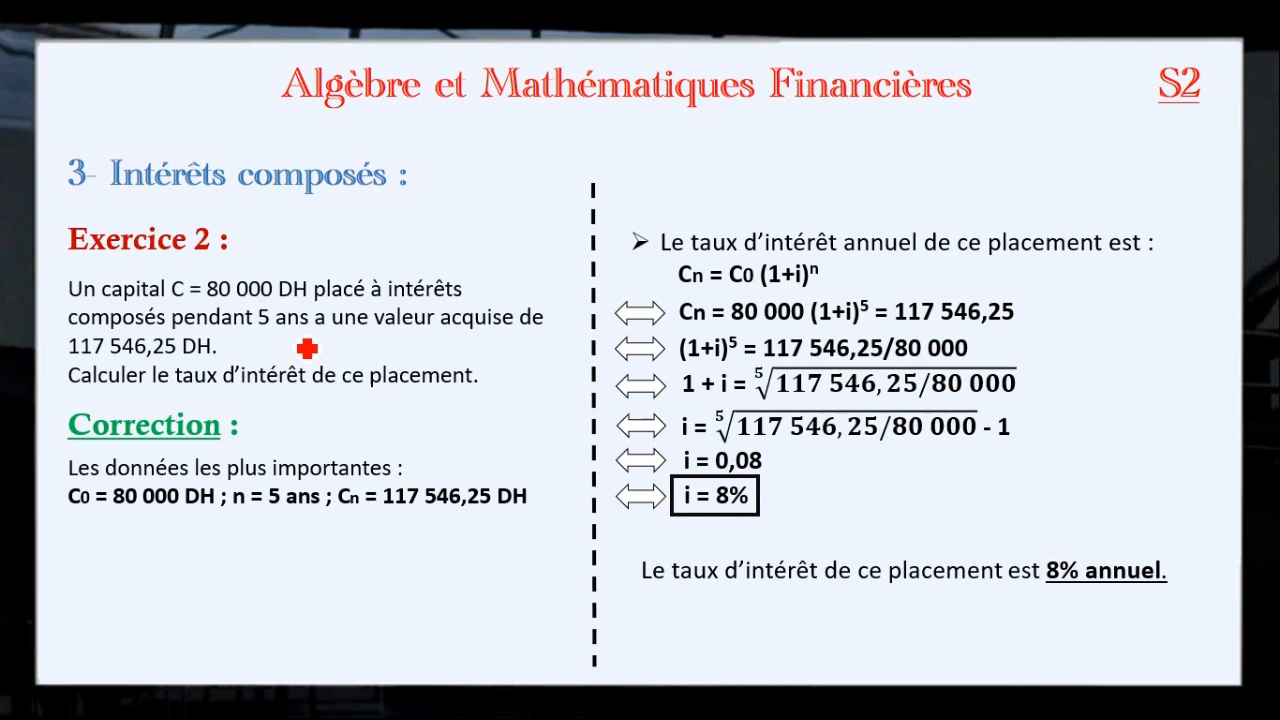 Algèbre et Mathématiques Financières
S2
3- Intérêts composés :
Exercice 2 :
Un capital C = 80 000 DH placé à intérêts
composés pendant 5 ans a une valeur acquise de
117 546,25 DH.
Calculer le taux d'intérêt de ce placement.
Correction :
Les données les plus importantes :
C0 = 80 000 DH ; n = 5 ans ; Cn = 117 546,25 DH
➢ Le taux d'intérêt annuel de ce placement est :
Cn = C0 (1+i)ⁿ
⟺ Cn = 80 000 (1+i)⁵ = 117 546,25
⟺ (1+i)⁵ = 117 546,25/80 000
⟺ 1 + i = ⁵√117 546,25/80 000
⟺ i = ⁵√117 546,25/80 000 - 1
⟺ i = 0,08
⟺ i = 8%
Le taux d'intérêt de ce placement est 8% annuel.